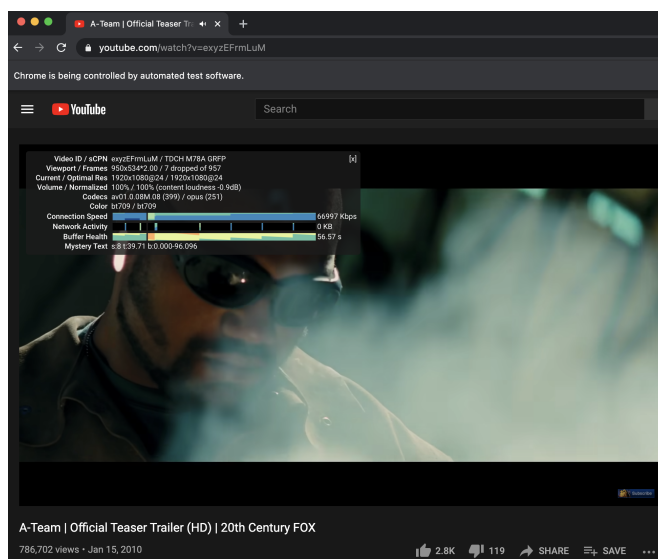 A-Team | Official Teaser Tra
youtube.com/watch?v=exyzEFrmLuM
Chrome is being controlled by automated test software.
YouTube
Search
Video ID / sCPN exyzEFrmLuM / TDCH M78A GRFP [x]
Viewport / Frames 950x534*2.00 / 7 dropped of 957
Current / Optimal Res 1920x1080@24 / 1920x1080@24
Volume / Normalized 100% / 100% (content loudness -0.9dB)
Codecs av01.0.08M.08 (399) / opus (251)
Color bt709 / bt709
Connection Speed 66997 Kbps
Network Activity 0 KB
Buffer Health 56.57 s
Mystery Text s:8 t:39.71 b:0.000-96.096
Subscribe
A-Team | Official Teaser Trailer (HD) | 20th Century FOX
786,702 views • Jan 15, 2010 2.8K 119 SHARE SAVE